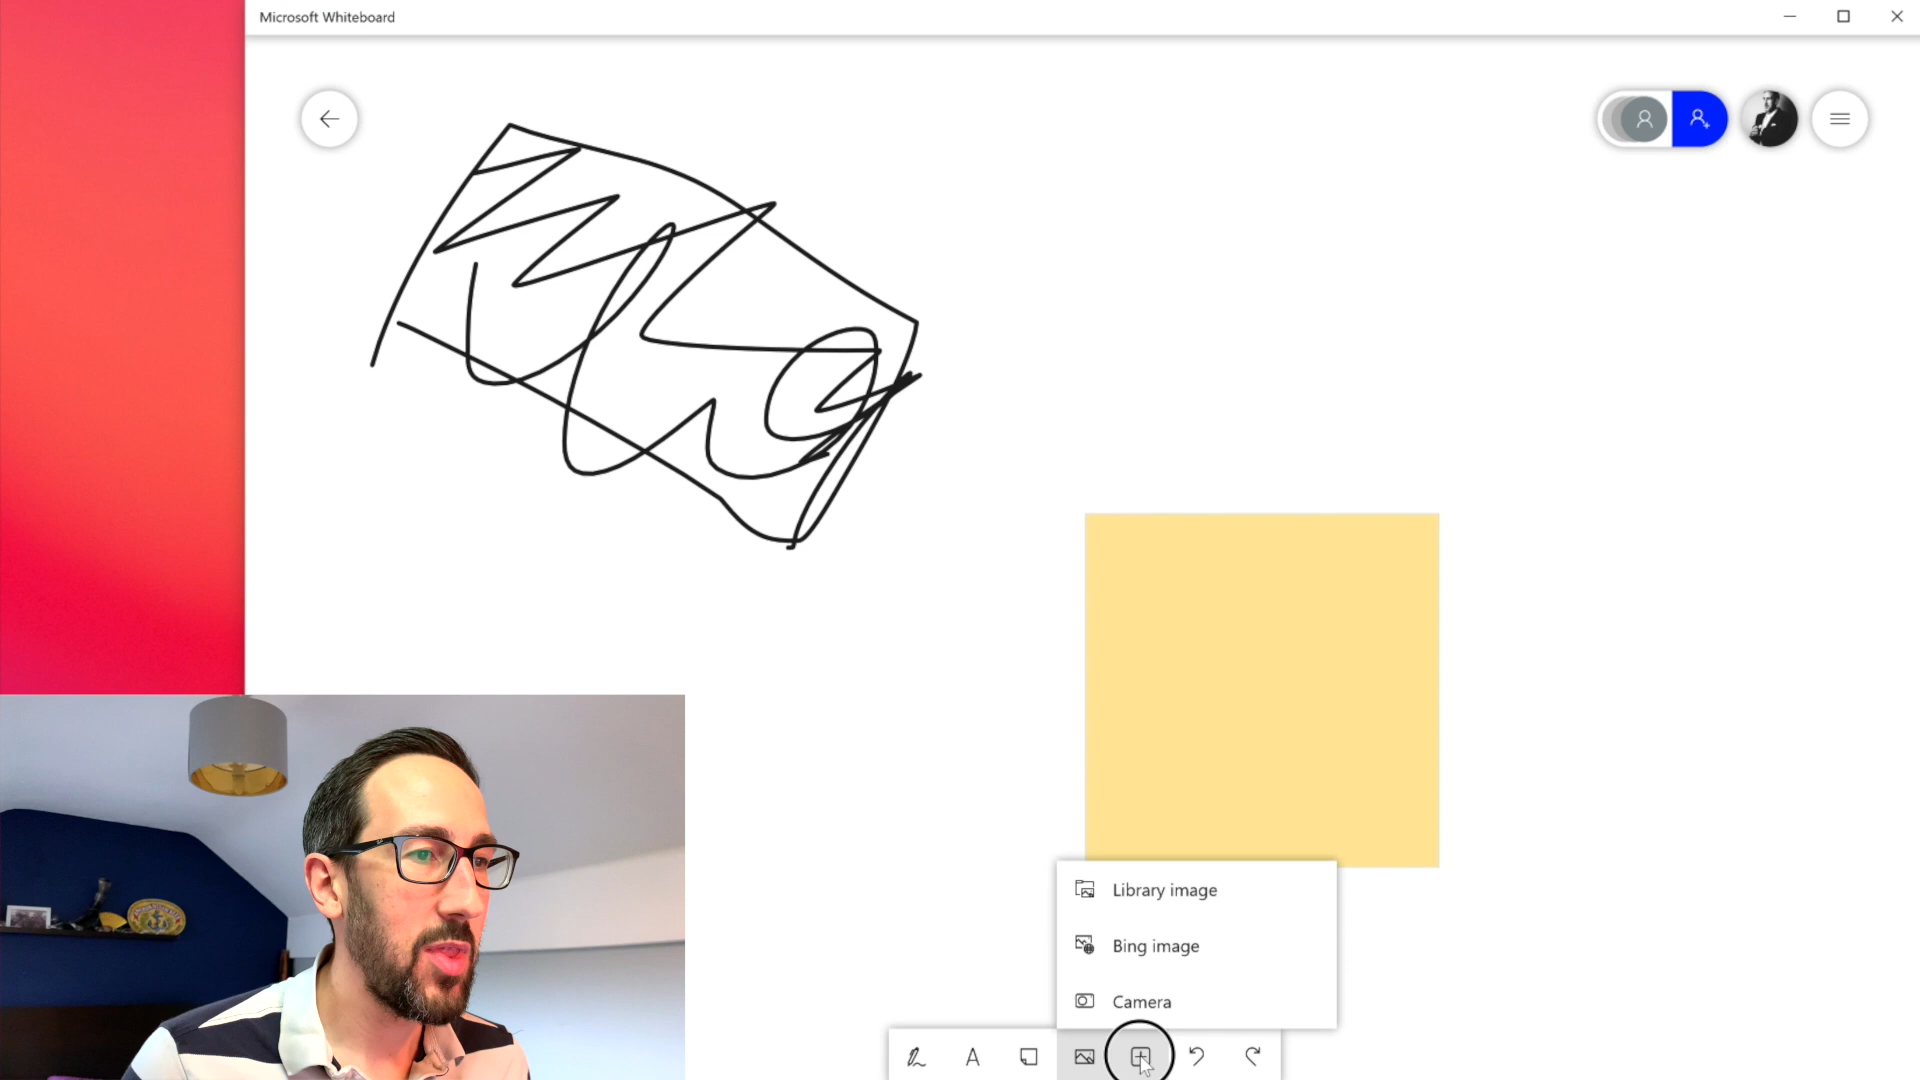 Microsoft Whiteboard
Library image
Bing image
Camera
A